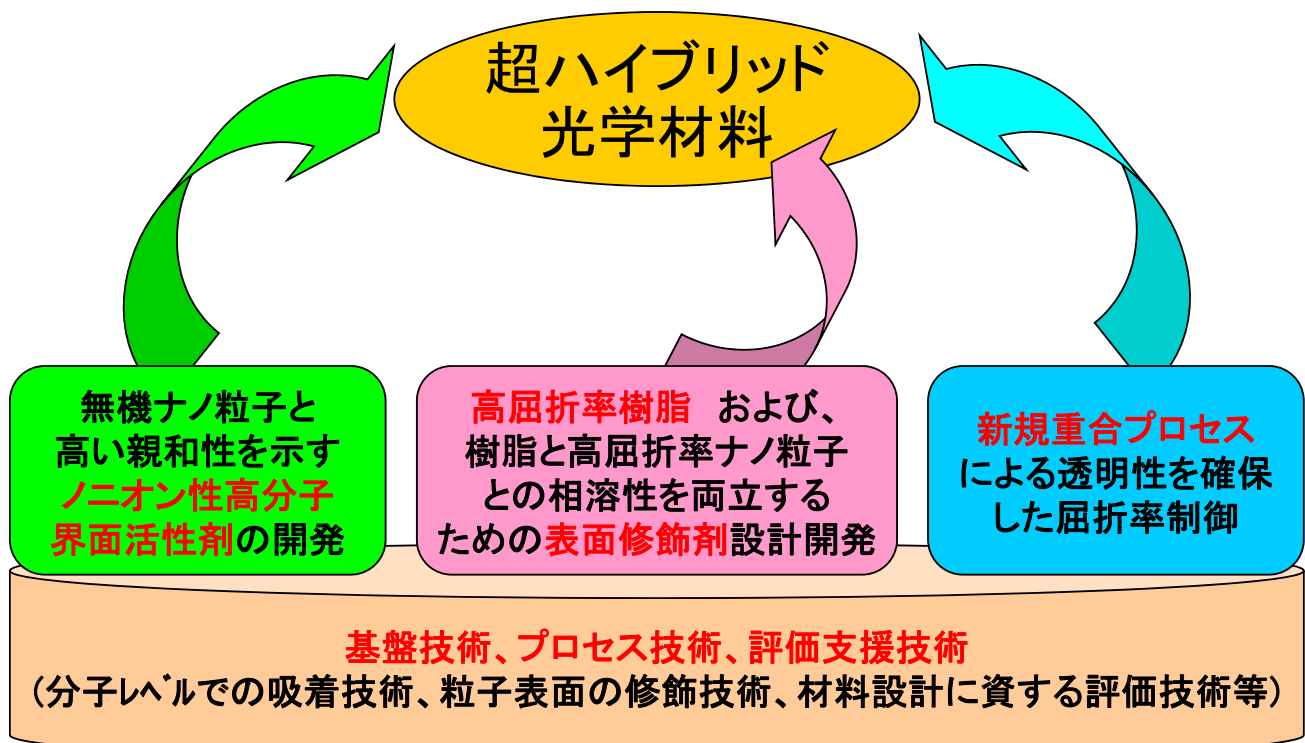 超ハイブリッド
光学材料
無機ナノ粒子と
高い親和性を示す
ノニオン性高分子
界面活性剤の開発
高屈折率樹脂　および、
樹脂と高屈折率ナノ粒子
との相溶性を両立する
ための表面修飾剤設計開発
新規重合プロセス
による透明性を確保
した屈折率制御
基盤技術、プロセス技術、評価支援技術
（分子ﾚﾍﾞﾙでの吸着技術、粒子表面の修飾技術、材料設計に資する評価技術等）